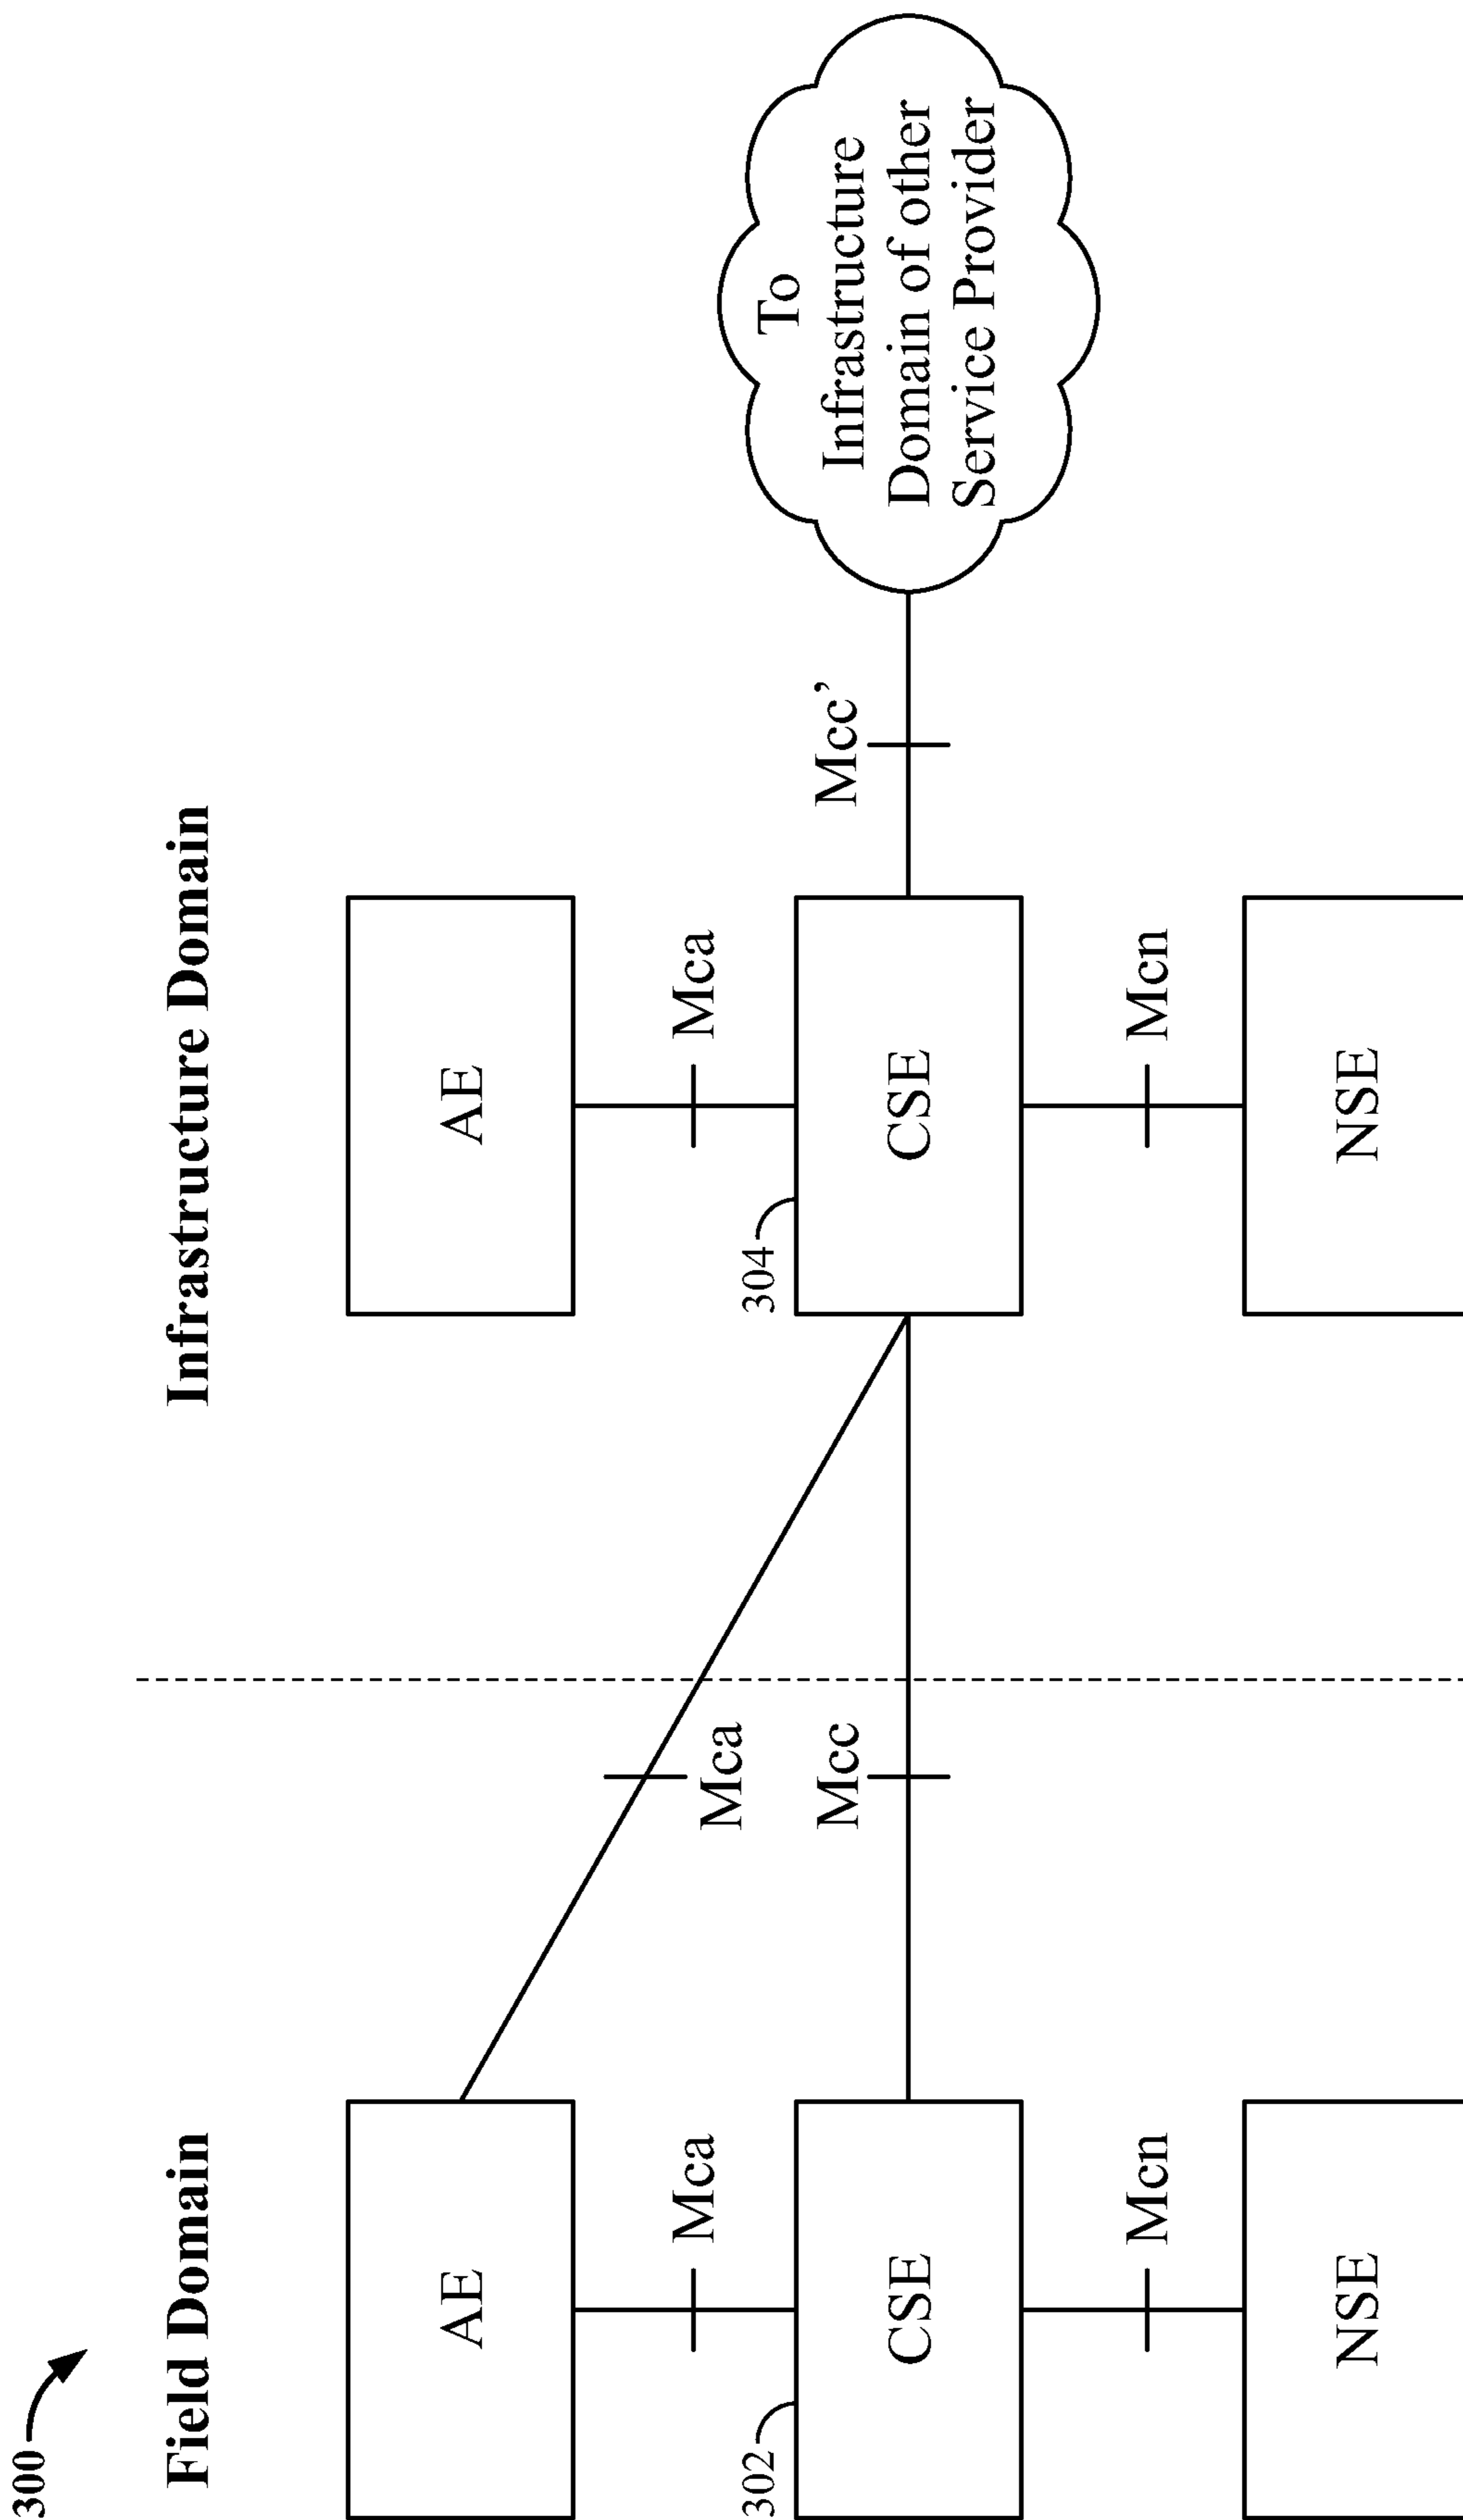 300
Field Domain
Infrastructure Domain
AE
AE
Mca
Mca
Mca
302
304
Mcc
Mcc’
CSE
CSE
To
Infrastructure
Domain of other
Service Provider
Mcn
Mcn
NSE
NSE